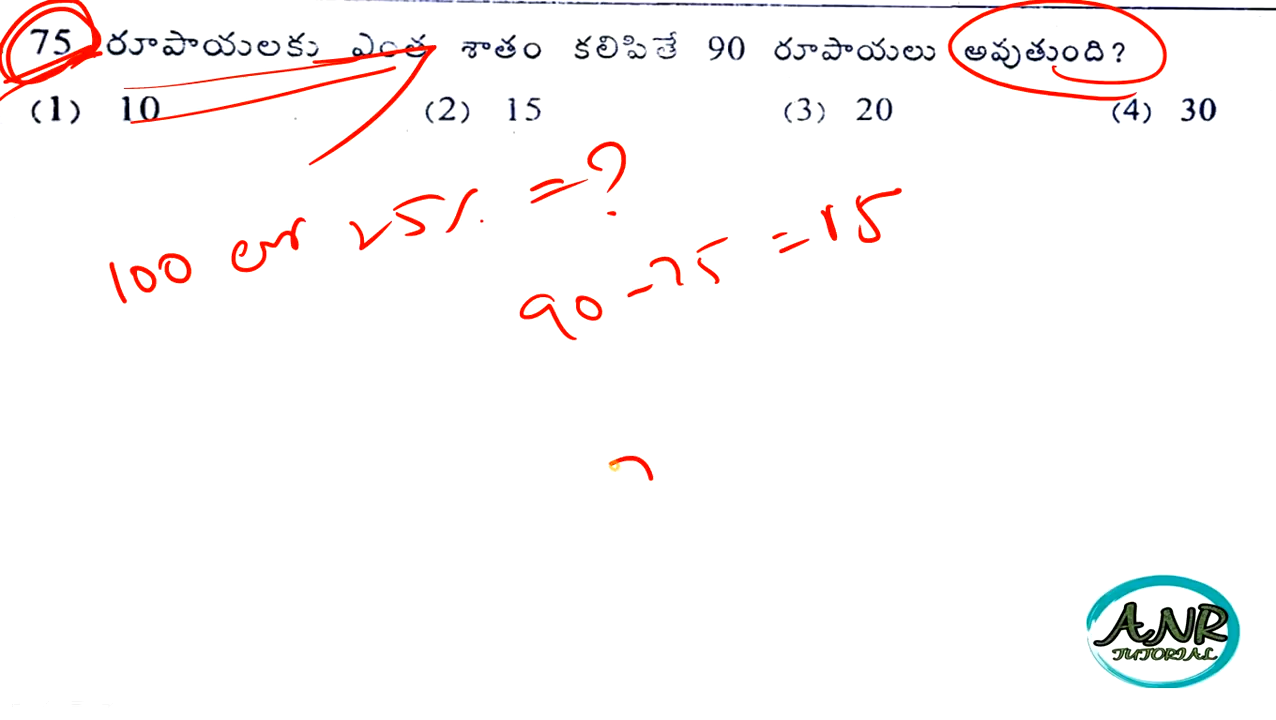 75 రూపాయలకు ఎంత శాతం కలిపితే 90 రూపాయలు అవుతుంది?
(1) 10 (2) 15 (3) 20 (4) 30
100 లో 25% = ?
90 - 75 = 15
ANR
TUTORIAL